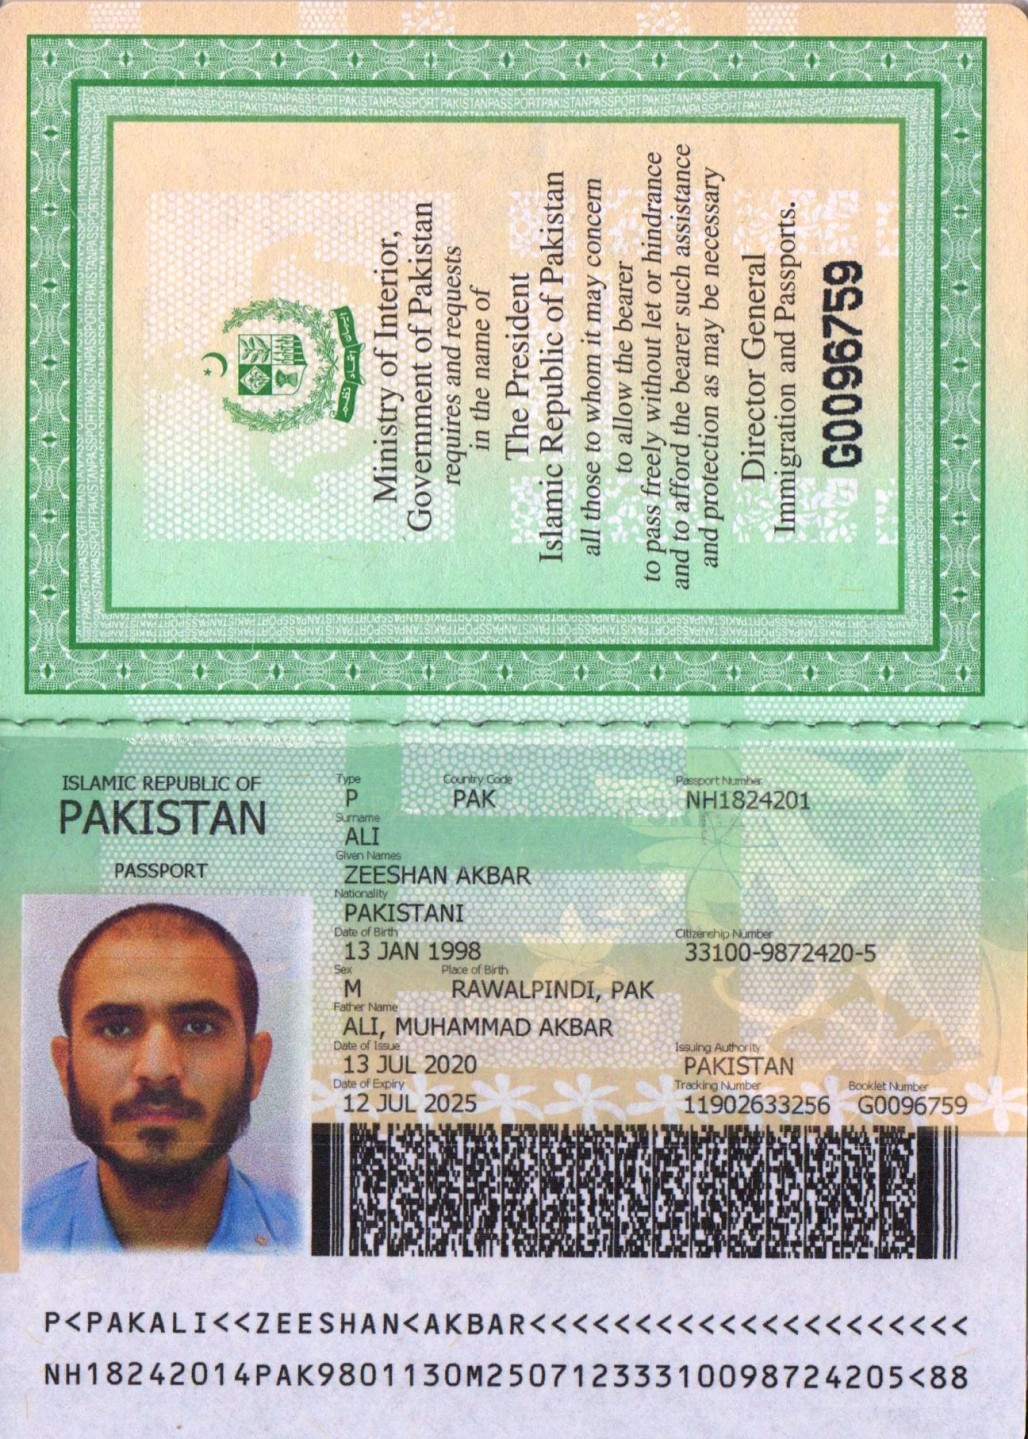 Ministry of Interior,
Government of Pakistan
requires and requests
in the name of
The President
Islamic Republic of Pakistan
all those to whom it may concern
to allow the bearer
to pass freely without let or hindrance
and to afford the bearer such assistance
and protection as may be necessary
Director General
Immigration and Passports.
G0096759
ISLAMIC REPUBLIC OF
PAKISTAN
PASSPORT
Type Country Code Passport Number
P PAK NH1824201
Surname
ALI
Given Names
ZEESHAN AKBAR
Nationality
PAKISTANI
Date of Birth Citizenship Number
13 JAN 1998 33100-9872420-5
Sex Place of Birth
M RAWALPINDI, PAK
Father Name
ALI, MUHAMMAD AKBAR
Date of Issue Issuing Authority
13 JUL 2020 PAKISTAN
Date of Expiry Tracking Number Booklet Number
12 JUL 2025 11902633256 G0096759
P<PAKALI<<ZEESHAN<AKBAR<<<<<<<<<<<<<<<<<<<<<
NH18242014PAK9801130M25071233310098724205<88